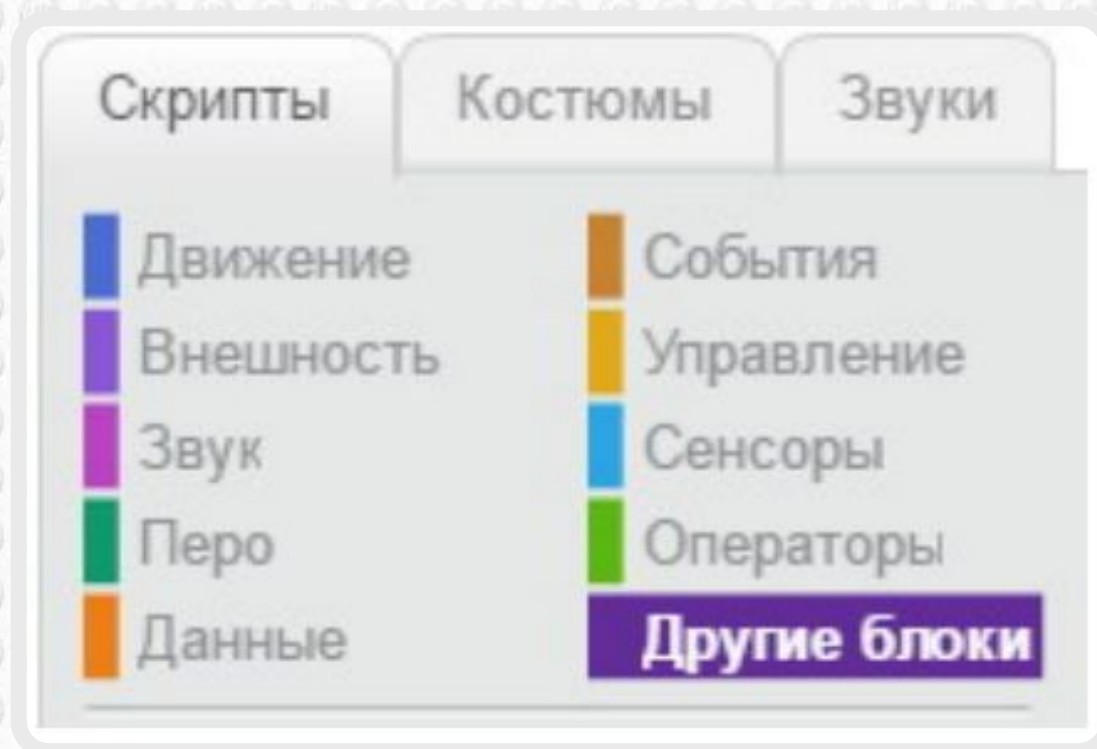 Скрипты Костюмы Звуки
Движение События
Внешность Управление
Звук Сенсоры
Перо Операторы
Данные Другие блоки